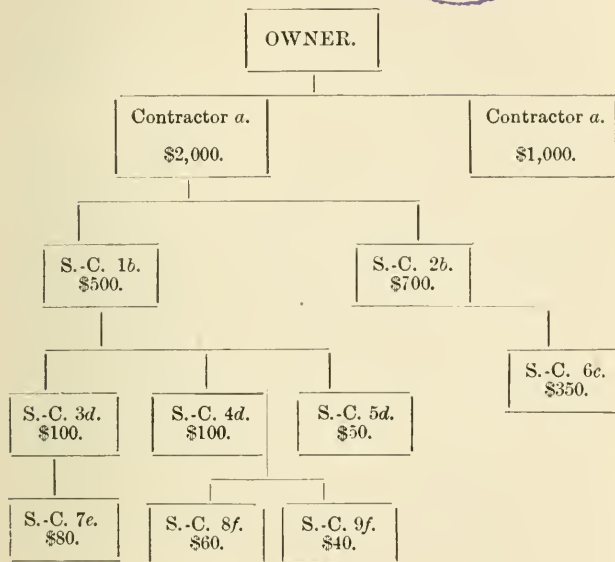 OWNER.
Contractor a.
$2,000.
Contractor a.
$1,000.
S.-C. 1b.
$500.
S.-C. 2b.
$700.
S.-C. 6c.
$350.
S.-C. 3d.
$100.
S.-C. 4d.
$100.
S.-C. 5d.
$50.
S.-C. 7e.
$80.
S.-C. 8f.
$60.
S.-C. 9f.
$40.